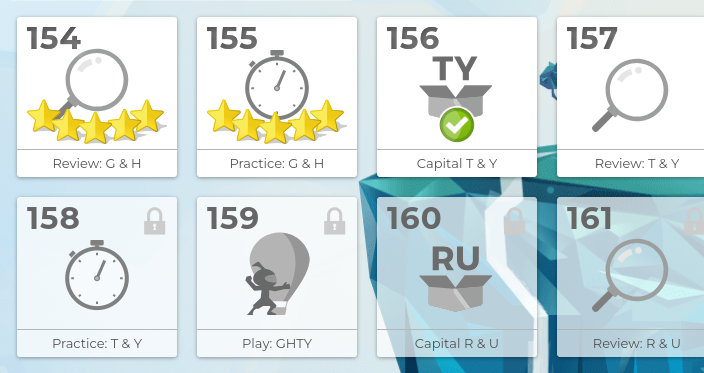 154
Review: G & H
155
Practice: G & H
156
TY
Capital T & Y
157
Review: T & Y
158
Practice: T & Y
159
Play: GHTY
160
RU
Capital R & U
161
Review: R & U